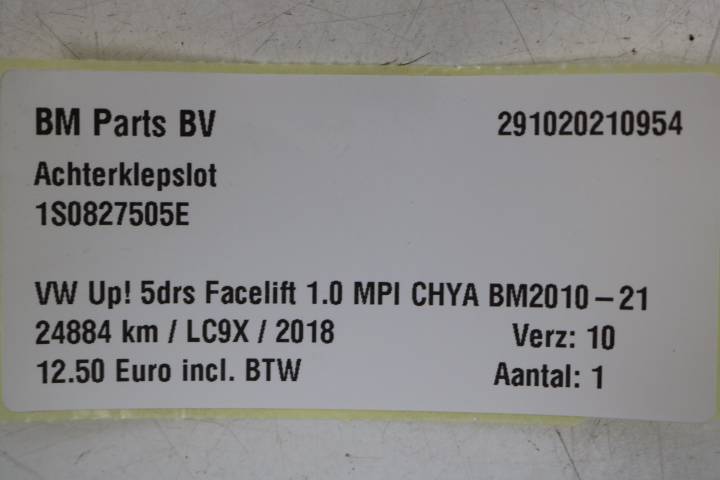 BM Parts BV 291020210954
Achterklepslot
1S0827505E
VW Up! 5drs Facelift 1.0 MPI CHYA BM2010-21
24884 km / LC9X / 2018 Verz: 10
12.50 Euro incl. BTW Aantal: 1